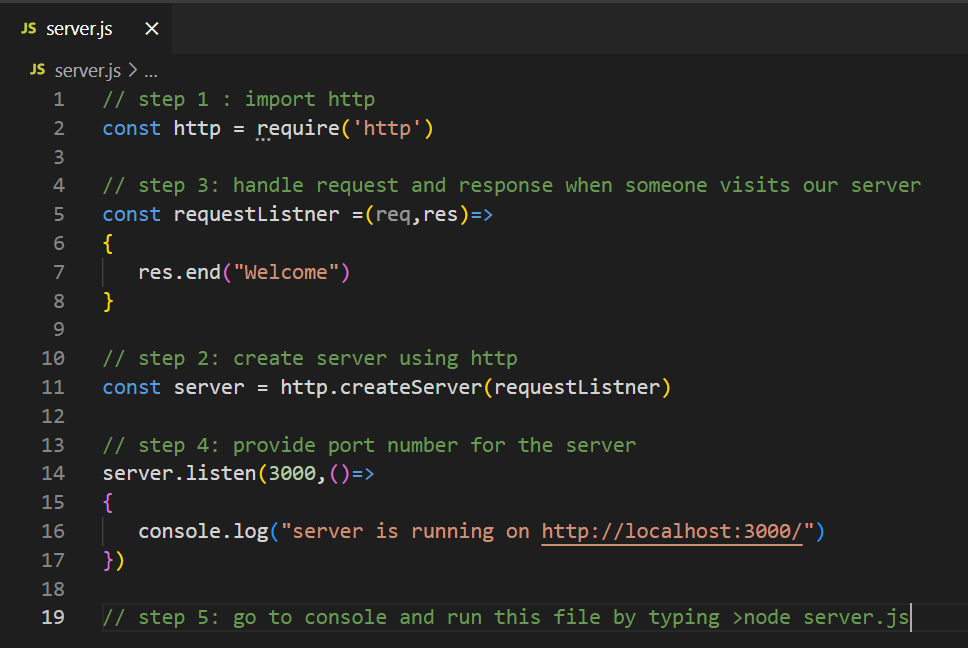 JS server.js ×
JS server.js > ...
1 // step 1 : import http
2 const http = require('http')
3
4 // step 3: handle request and response when someone visits our server
5 const requestListner =(req,res)=>
6 {
7    res.end("Welcome")
8 }
9
10 // step 2: create server using http
11 const server = http.createServer(requestListner)
12
13 // step 4: provide port number for the server
14 server.listen(3000,()=>
15 {
16    console.log("server is running on http://localhost:3000/")
17 })
18
19 // step 5: go to console and run this file by typing >node server.js